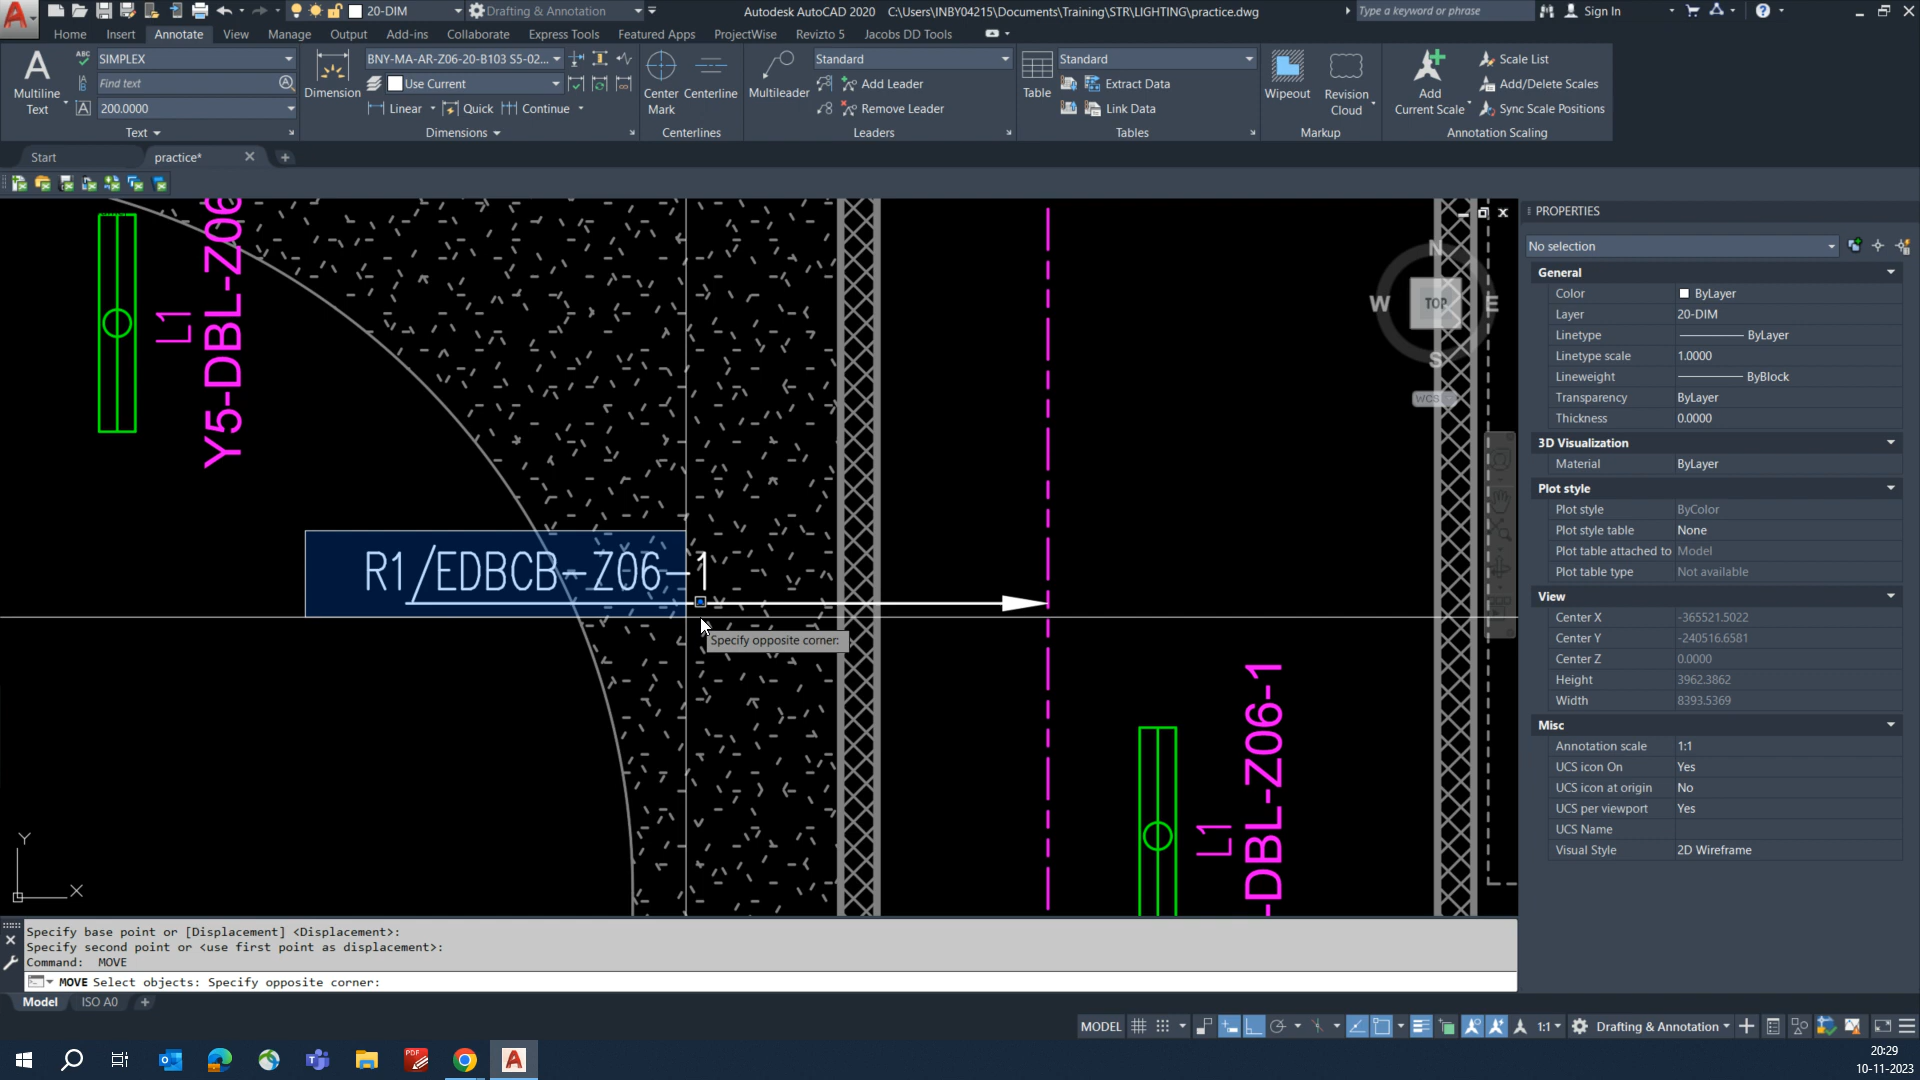 20-DIM
Drafting & Annotation
Autodesk AutoCAD 2020 C:\Users\INBY04215\Documents\Training\STR\LIGHTING\practice.dwg
Type a keyword or phrase
Sign In
Home Insert Annotate View Manage Output Add-ins Collaborate Express Tools Featured Apps ProjectWise Revizto 5 Jacobs DD Tools
Multiline Text
SIMPLEX
Find text
200.0000
Text
Dimension
BNY-MA-AR-Z06-20-B103 S5-02...
Use Current
Linear Quick Continue
Dimensions
Center Mark
Centerline
Centerlines
Multileader
Standard
Add Leader
Remove Leader
Leaders
Table
Standard
Extract Data
Link Data
Tables
Wipeout
Revision Cloud
Markup
Add Current Scale
Scale List
Add/Delete Scales
Sync Scale Positions
Annotation Scaling
Start practice*
L1
Y5-DBL-Z06
R1/EDBCB-Z06-1
Specify opposite corner:
L1
-DBL-Z06-1
N
W TOP E
S
WCS
Y
X
PROPERTIES
No selection
General
Color ByLayer
Layer 20-DIM
Linetype ByLayer
Linetype scale 1.0000
Lineweight ByBlock
Transparency ByLayer
Thickness 0.0000
3D Visualization
Material ByLayer
Plot style
Plot style ByColor
Plot style table None
Plot table attached to Model
Plot table type Not available
View
Center X -365521.5022
Center Y -240516.6581
Center Z 0.0000
Height 3962.3862
Width 8393.5369
Misc
Annotation scale 1:1
UCS icon On Yes
UCS icon at origin No
UCS per viewport Yes
UCS Name
Visual Style 2D Wireframe
Specify base point or [Displacement] <Displacement>:
Specify second point or <use first point as displacement>:
Command: MOVE
MOVE Select objects: Specify opposite corner:
Model ISO A0
MODEL 1:1 Drafting & Annotation
20:29
10-11-2023